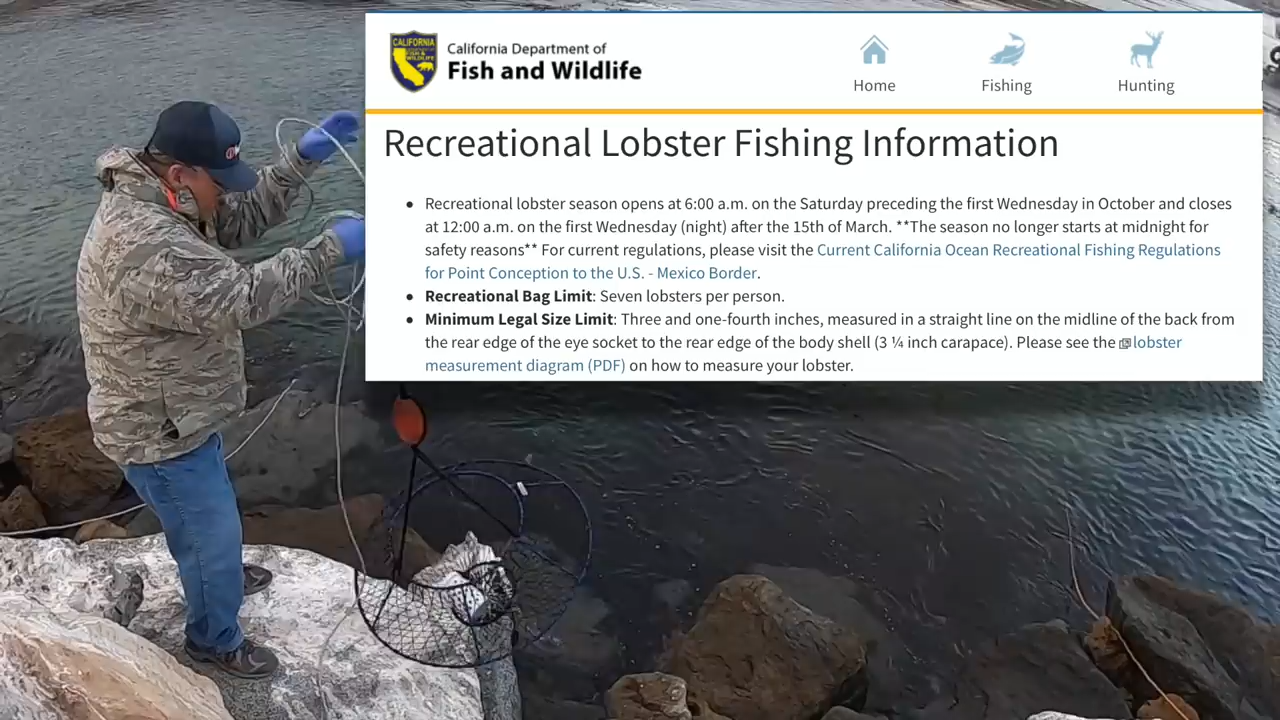 CALIFORNIA
California Department of
Fish and Wildlife
Home
Fishing
Hunting
Recreational Lobster Fishing Information
• Recreational lobster season opens at 6:00 a.m. on the Saturday preceding the first Wednesday in October and closes
at 12:00 a.m. on the first Wednesday (night) after the 15th of March. **The season no longer starts at midnight for
safety reasons** For current regulations, please visit the Current California Ocean Recreational Fishing Regulations
for Point Conception to the U.S. - Mexico Border.
• Recreational Bag Limit: Seven lobsters per person.
• Minimum Legal Size Limit: Three and one-fourth inches, measured in a straight line on the midline of the back from
the rear edge of the eye socket to the rear edge of the body shell (3 ¼ inch carapace). Please see the lobster
measurement diagram (PDF) on how to measure your lobster.